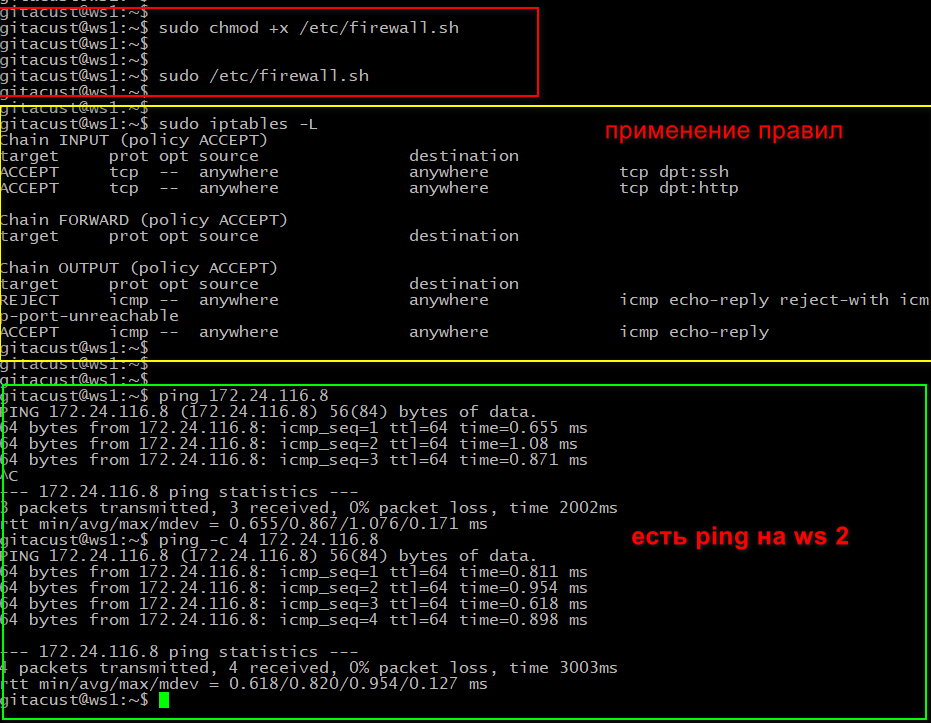 gitacust@ws1:~$
gitacust@ws1:~$ sudo chmod +x /etc/firewall.sh
gitacust@ws1:~$
gitacust@ws1:~$
gitacust@ws1:~$ sudo /etc/firewall.sh
gitacust@ws1:~$
gitacust@ws1:~$
gitacust@ws1:~$ sudo iptables -L
применение правил
Chain INPUT (policy ACCEPT)
target prot opt source destination
ACCEPT tcp -- anywhere anywhere tcp dpt:ssh
ACCEPT tcp -- anywhere anywhere tcp dpt:http
Chain FORWARD (policy ACCEPT)
target prot opt source destination
Chain OUTPUT (policy ACCEPT)
target prot opt source destination
REJECT icmp -- anywhere anywhere icmp echo-reply reject-with icm
p-port-unreachable
ACCEPT icmp -- anywhere anywhere icmp echo-reply
gitacust@ws1:~$
gitacust@ws1:~$
gitacust@ws1:~$
gitacust@ws1:~$ ping 172.24.116.8
PING 172.24.116.8 (172.24.116.8) 56(84) bytes of data.
64 bytes from 172.24.116.8: icmp_seq=1 ttl=64 time=0.655 ms
64 bytes from 172.24.116.8: icmp_seq=2 ttl=64 time=1.08 ms
64 bytes from 172.24.116.8: icmp_seq=3 ttl=64 time=0.871 ms
^C
--- 172.24.116.8 ping statistics ---
3 packets transmitted, 3 received, 0% packet loss, time 2002ms
rtt min/avg/max/mdev = 0.655/0.867/1.076/0.171 ms
gitacust@ws1:~$ ping -c 4 172.24.116.8
есть ping на ws 2
PING 172.24.116.8 (172.24.116.8) 56(84) bytes of data.
64 bytes from 172.24.116.8: icmp_seq=1 ttl=64 time=0.811 ms
64 bytes from 172.24.116.8: icmp_seq=2 ttl=64 time=0.954 ms
64 bytes from 172.24.116.8: icmp_seq=3 ttl=64 time=0.618 ms
64 bytes from 172.24.116.8: icmp_seq=4 ttl=64 time=0.898 ms
--- 172.24.116.8 ping statistics ---
4 packets transmitted, 4 received, 0% packet loss, time 3003ms
rtt min/avg/max/mdev = 0.618/0.820/0.954/0.127 ms
gitacust@ws1:~$